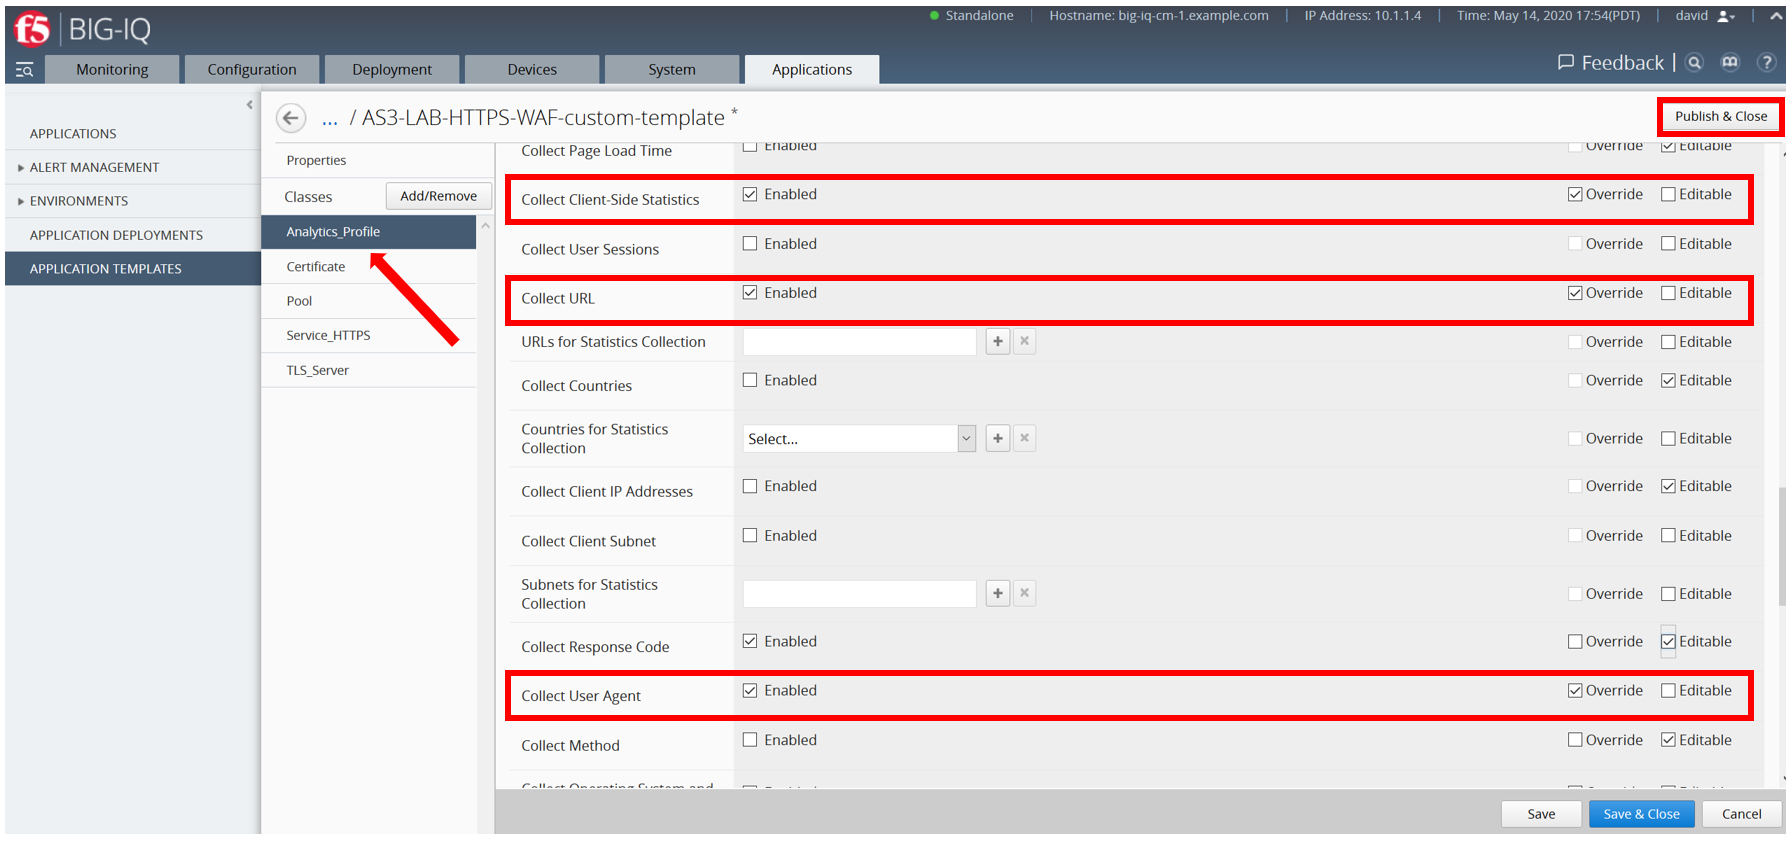 f5 BIG-IQ
Standalone
Hostname: big-iq-cm-1.example.com
IP Address: 10.1.1.4
Time: May 14, 2020 17:54(PDT)
david
Monitoring
Configuration
Deployment
Devices
System
Applications
Feedback
?
APPLICATIONS
ALERT MANAGEMENT
ENVIRONMENTS
APPLICATION DEPLOYMENTS
APPLICATION TEMPLATES
... / AS3-LAB-HTTPS-WAF-custom-template *
Publish & Close
Properties
Classes
Add/Remove
Analytics_Profile
Certificate
Pool
Service_HTTPS
TLS_Server
Collect Page Load Time Enabled Override Editable
Collect Client-Side Statistics Enabled Override Editable
Collect User Sessions Enabled Override Editable
Collect URL Enabled Override Editable
URLs for Statistics Collection + × Override Editable
Collect Countries Enabled Override Editable
Countries for Statistics
Collection
Select... + × Override Editable
Collect Client IP Addresses Enabled Override Editable
Collect Client Subnet Enabled Override Editable
Subnets for Statistics
Collection
+ × Override Editable
Collect Response Code Enabled Override Editable
Collect User Agent Enabled Override Editable
Collect Method Enabled Override Editable
Collect Operating System and
Save
Save & Close
Cancel